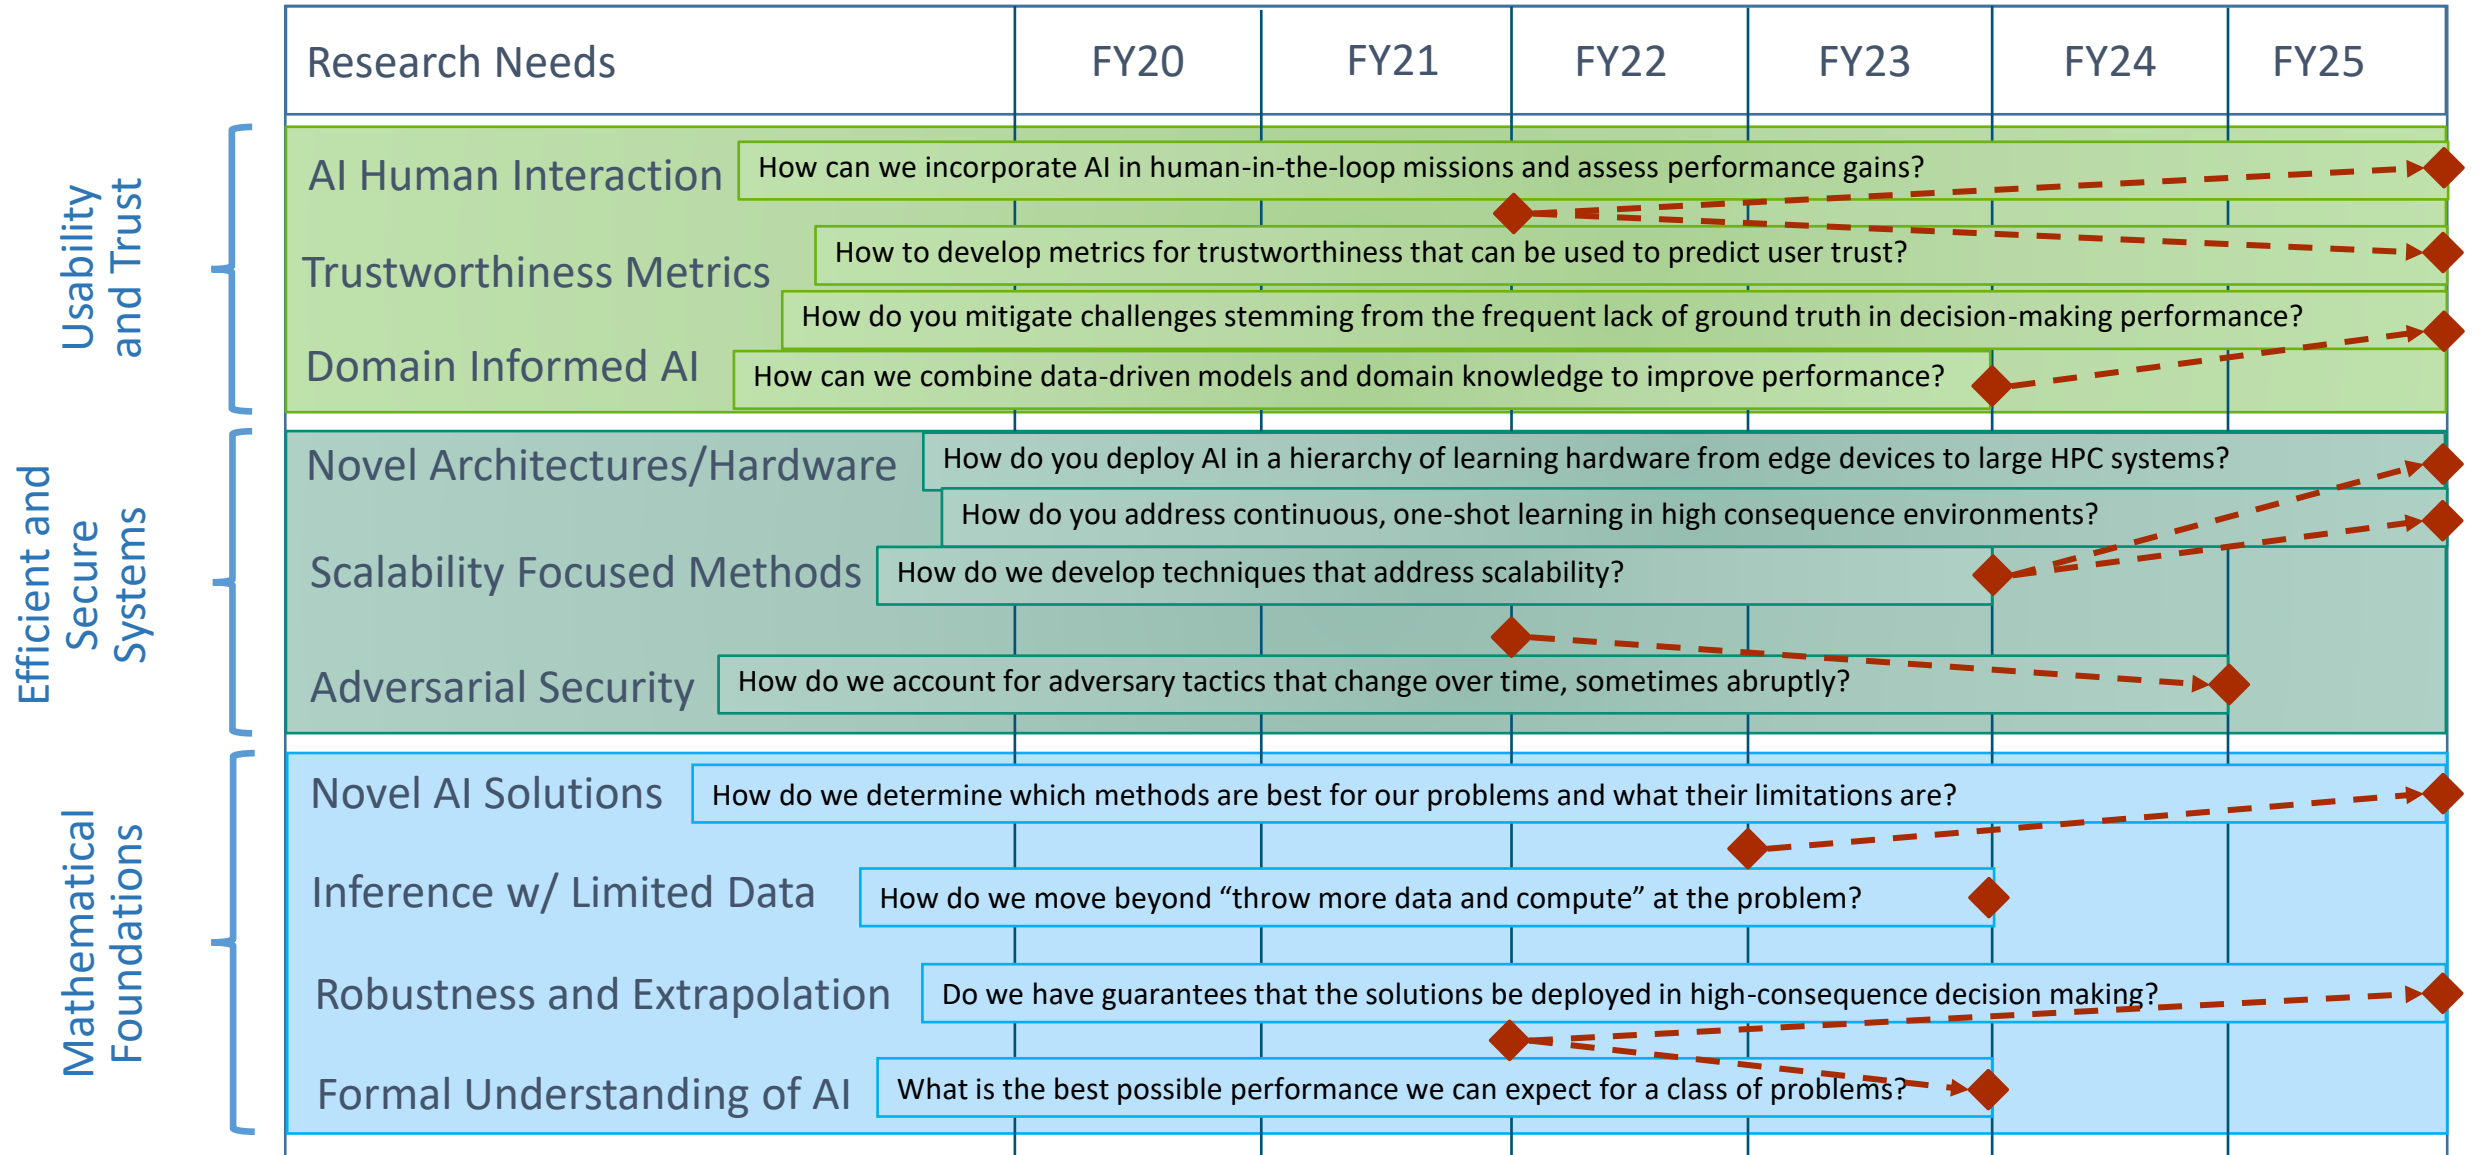 Research Needs
FY20
FY21
FY22
FY23
FY24
FY25
Usability
and Trust
AI Human Interaction
How can we incorporate AI in human-in-the-loop missions and assess performance gains?
Trustworthiness Metrics
How to develop metrics for trustworthiness that can be used to predict user trust?
How do you mitigate challenges stemming from the frequent lack of ground truth in decision-making performance?
Domain Informed AI
How can we combine data-driven models and domain knowledge to improve performance?
Efficient and
Secure
Systems
Novel Architectures/Hardware
How do you deploy AI in a hierarchy of learning hardware from edge devices to large HPC systems?
How do you address continuous, one-shot learning in high consequence environments?
Scalability Focused Methods
How do we develop techniques that address scalability?
Adversarial Security
How do we account for adversary tactics that change over time, sometimes abruptly?
Mathematical
Foundations
Novel AI Solutions
How do we determine which methods are best for our problems and what their limitations are?
Inference w/ Limited Data
How do we move beyond “throw more data and compute” at the problem?
Robustness and Extrapolation
Do we have guarantees that the solutions be deployed in high-consequence decision making?
Formal Understanding of AI
What is the best possible performance we can expect for a class of problems?